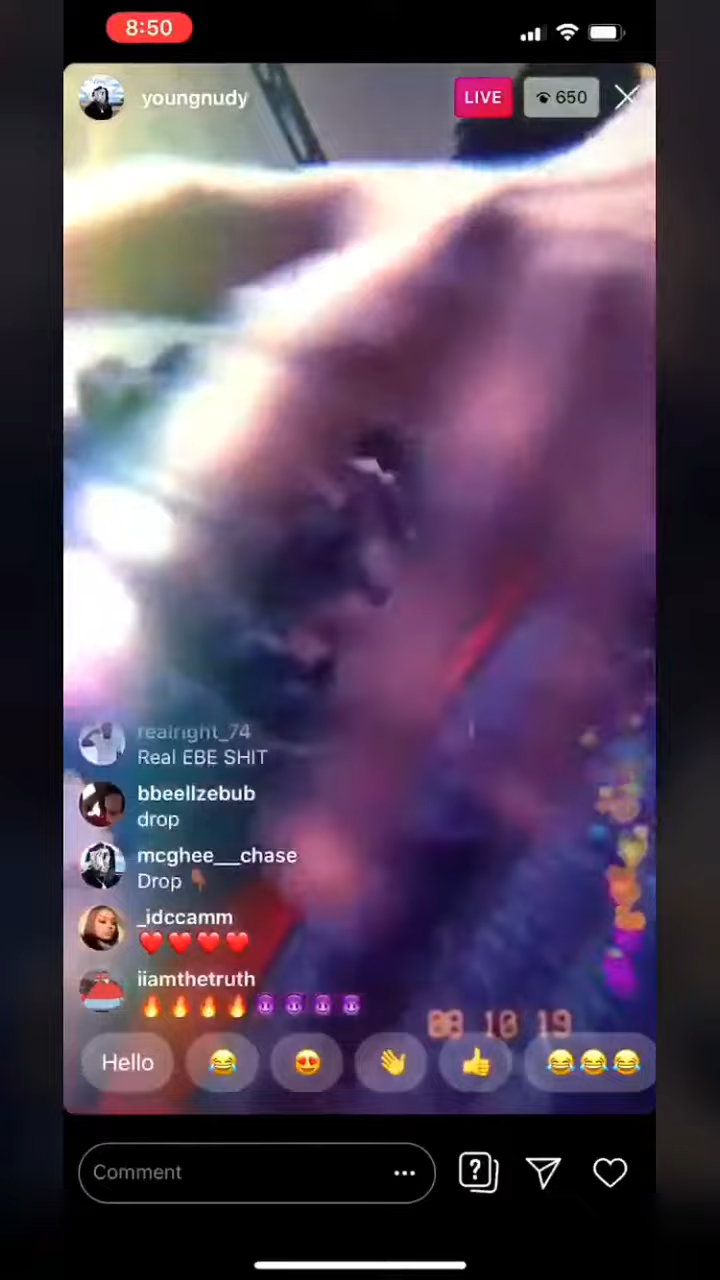 8:50
youngnudy
LIVE
650
realright_74
Real EBE SHIT
bbeellzebub
drop
mcghee__chase
Drop 👇🏾
_idccamm
❤️❤️❤️❤️
iiamthetruth
🔥🔥🔥🔥😈😈😈😈
08 10 19
Hello 😂 😍 👋 👍 😂😂😂
Comment